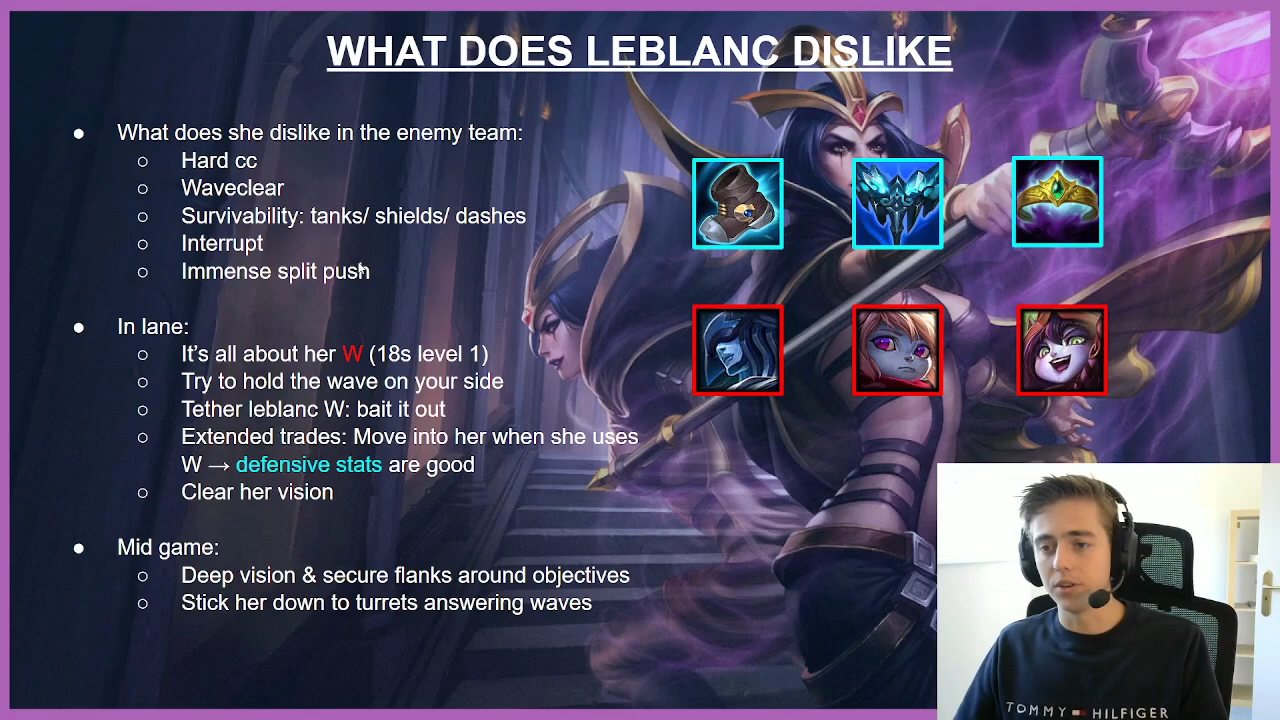 WHAT DOES LEBLANC DISLIKE
● What does she dislike in the enemy team:
○ Hard cc
○ Waveclear
○ Survivability: tanks/ shields/ dashes
○ Interrupt
○ Immense split push
● In lane:
○ It's all about her W (18s level 1)
○ Try to hold the wave on your side
○ Tether leblanc W: bait it out
○ Extended trades: Move into her when she uses
W → defensive stats are good
○ Clear her vision
● Mid game:
○ Deep vision & secure flanks around objectives
○ Stick her down to turrets answering waves
TOMMY HILFIGER